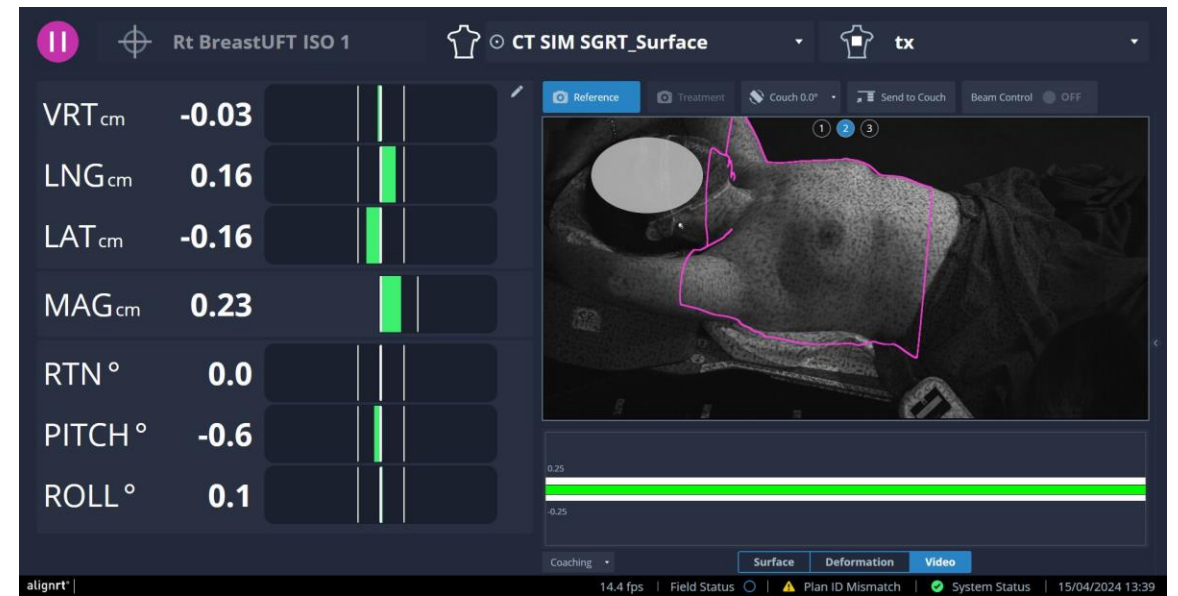 Rt BreastUFT ISO 1
CT SIM SGRT_Surface
tx
VRT cm -0.03
LNG cm 0.16
LAT cm -0.16
MAG cm 0.23
RTN ° 0.0
PITCH ° -0.6
ROLL ° 0.1
Reference
Treatment
Couch 0.0°
Send to Couch
Beam Control OFF
1 2 3
0.25
-0.25
Coaching
Surface Deformation Video
alignrt®
14.4 fps | Field Status | Plan ID Mismatch | System Status | 15/04/2024 13:39